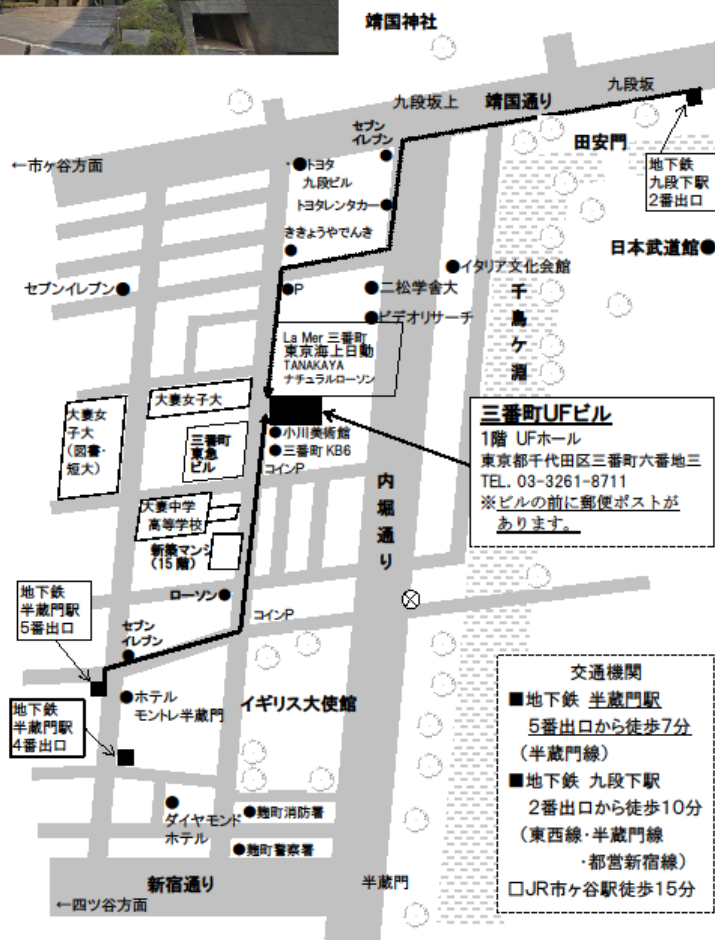 靖国神社
九段坂
九段坂上
靖国通り
セブン
イレブン
田安門
←市ヶ谷方面
・●トヨタ
九段ビル
地下鉄
九段下駅
2番出口
トヨタレンタカー●
ききょうやでんき
●
日本武道館●
●イタリア文化会館
セブンイレブン●
●P
●二松学舎大
千鳥ケ淵
●ビデオリサーチ
La Mer 三番町
東京海上日動
TANAKAYA
ナチュラルローソン
大妻女子大
大妻女
子大
(図書・
短大)
三番町UFビル
1階 UFホール
東京都千代田区三番町六番地三
TEL. 03-3261-8711
※ビルの前に郵便ポストが
あります。
●小川美術館
●三番町 KB6
コインP
三番町
東急
ビル
内堀通り
大妻中学
高等学校
新築マンシ
(15階)
ローソン●
コインP
地下鉄
半蔵門駅
5番出口
セブン
イレブン
●ホテル
モントレ半蔵門
イギリス大使館
地下鉄
半蔵門駅
4番出口
交通機関
■地下鉄 半蔵門駅
5番出口から徒歩7分
(半蔵門線)
■地下鉄 九段下駅
2番出口から徒歩10分
(東西線・半蔵門線
・都営新宿線)
□JR市ヶ谷駅徒歩15分
●
ダイヤモンド
ホテル
●麹町消防署
●麹町警察署
新宿通り
半蔵門
←四ツ谷方面